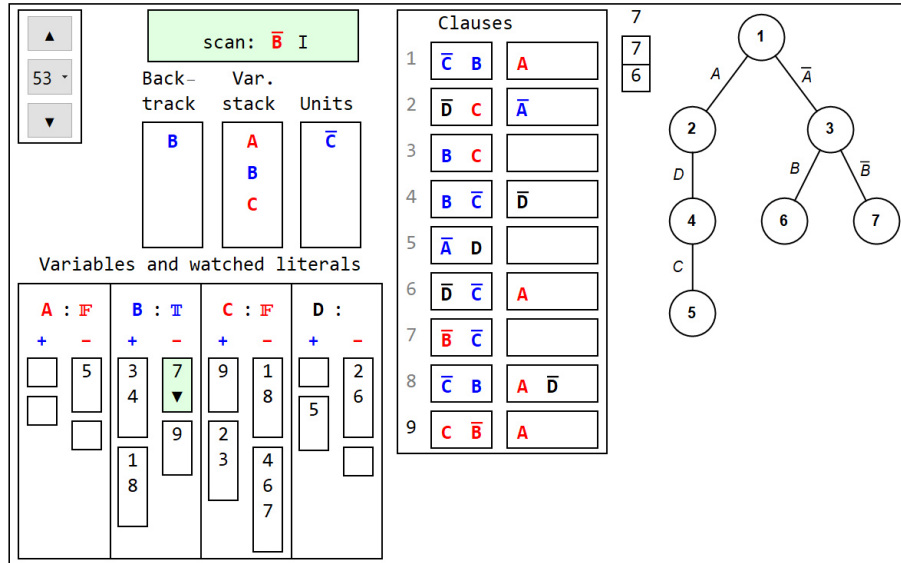 ▲
53
▼
scan: B̅ I
Back-
track
Var.
stack
Units
B
A
B
C
C̅
Variables and watched literals
A : 𝔽
B : 𝕋
C : 𝔽
D :
+ − + − + − + −
5
3
4
1
8
7
▼
9
9
2
3
1
8
4
6
7
5
2
6
Clauses
1 C̅ B A
2 D̅ C A̅
3 B C
4 B C̅ D̅
5 A̅ D
6 D̅ C̅ A
7 B̅ C̅
8 C̅ B A D̅
9 C B̅ A
7
7
6
1
A A̅
2 3
D B B̅
4 6 7
C
5